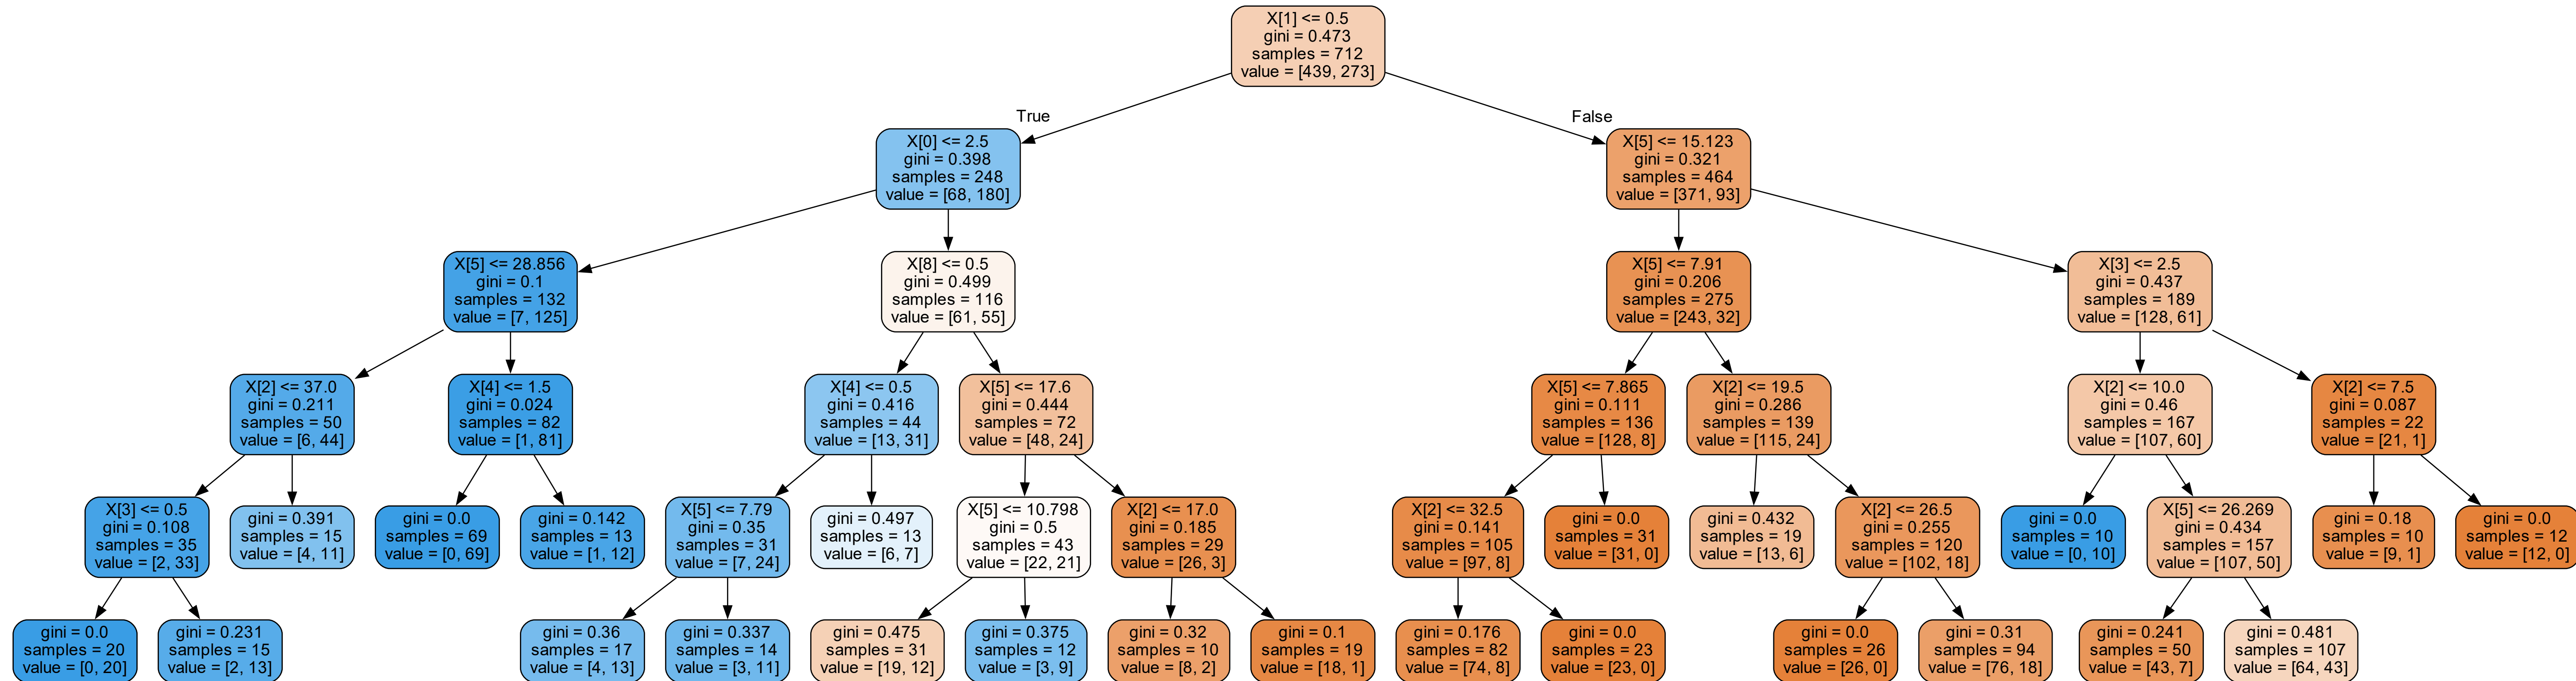 X[1] <= 0.5
gini = 0.473
samples = 712
value = [439, 273]
True
False
X[0] <= 2.5
gini = 0.398
samples = 248
value = [68, 180]
X[5] <= 15.123
gini = 0.321
samples = 464
value = [371, 93]
X[5] <= 28.856
gini = 0.1
samples = 132
value = [7, 125]
X[8] <= 0.5
gini = 0.499
samples = 116
value = [61, 55]
X[5] <= 7.91
gini = 0.206
samples = 275
value = [243, 32]
X[3] <= 2.5
gini = 0.437
samples = 189
value = [128, 61]
X[2] <= 37.0
gini = 0.211
samples = 50
value = [6, 44]
X[4] <= 1.5
gini = 0.024
samples = 82
value = [1, 81]
X[4] <= 0.5
gini = 0.416
samples = 44
value = [13, 31]
X[5] <= 17.6
gini = 0.444
samples = 72
value = [48, 24]
X[5] <= 7.865
gini = 0.111
samples = 136
value = [128, 8]
X[2] <= 19.5
gini = 0.286
samples = 139
value = [115, 24]
X[2] <= 10.0
gini = 0.46
samples = 167
value = [107, 60]
X[2] <= 7.5
gini = 0.087
samples = 22
value = [21, 1]
X[3] <= 0.5
gini = 0.108
samples = 35
value = [2, 33]
gini = 0.391
samples = 15
value = [4, 11]
gini = 0.0
samples = 69
value = [0, 69]
gini = 0.142
samples = 13
value = [1, 12]
X[5] <= 7.79
gini = 0.35
samples = 31
value = [7, 24]
gini = 0.497
samples = 13
value = [6, 7]
X[5] <= 10.798
gini = 0.5
samples = 43
value = [22, 21]
X[2] <= 17.0
gini = 0.185
samples = 29
value = [26, 3]
X[2] <= 32.5
gini = 0.141
samples = 105
value = [97, 8]
gini = 0.0
samples = 31
value = [31, 0]
gini = 0.432
samples = 19
value = [13, 6]
X[2] <= 26.5
gini = 0.255
samples = 120
value = [102, 18]
gini = 0.0
samples = 10
value = [0, 10]
X[5] <= 26.269
gini = 0.434
samples = 157
value = [107, 50]
gini = 0.18
samples = 10
value = [9, 1]
gini = 0.0
samples = 12
value = [12, 0]
gini = 0.0
samples = 20
value = [0, 20]
gini = 0.231
samples = 15
value = [2, 13]
gini = 0.36
samples = 17
value = [4, 13]
gini = 0.337
samples = 14
value = [3, 11]
gini = 0.475
samples = 31
value = [19, 12]
gini = 0.375
samples = 12
value = [3, 9]
gini = 0.32
samples = 10
value = [8, 2]
gini = 0.1
samples = 19
value = [18, 1]
gini = 0.176
samples = 82
value = [74, 8]
gini = 0.0
samples = 23
value = [23, 0]
gini = 0.0
samples = 26
value = [26, 0]
gini = 0.31
samples = 94
value = [76, 18]
gini = 0.241
samples = 50
value = [43, 7]
gini = 0.481
samples = 107
value = [64, 43]